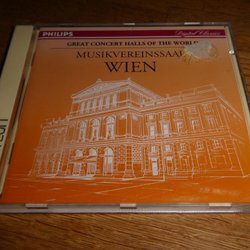 PHILIPS
Digital Classics
GREAT CONCERT HALLS OF THE WORLD
MUSIKVEREINSSAAL
WIEN